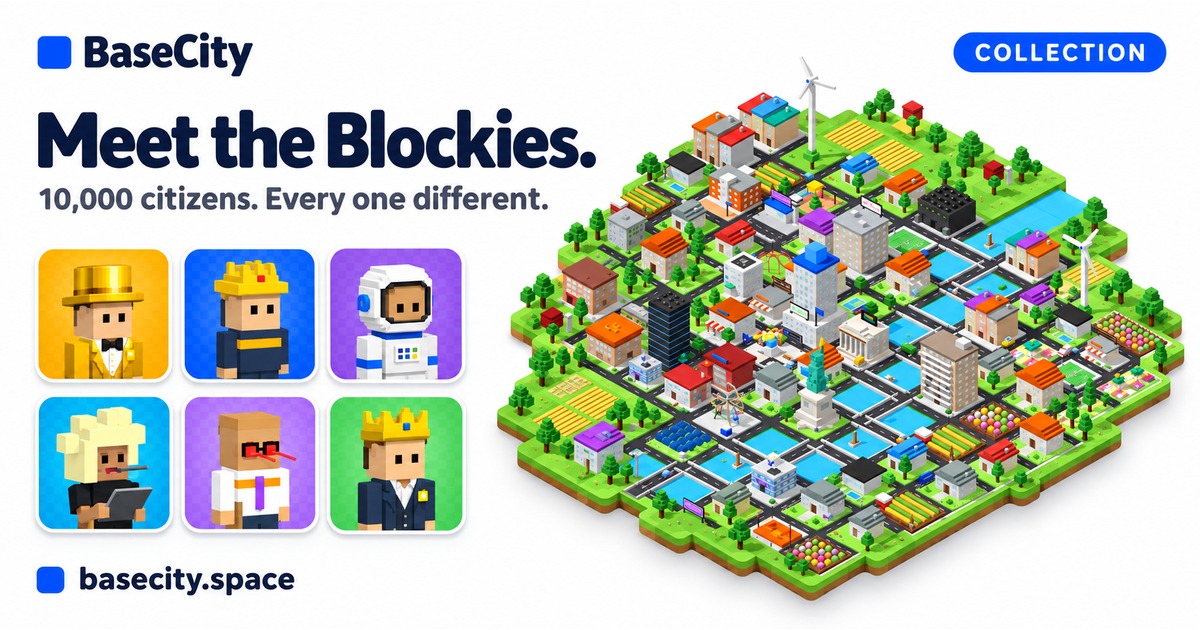 BaseCity
COLLECTION
Meet the Blockies.
10,000 citizens. Every one different.
basecity.space